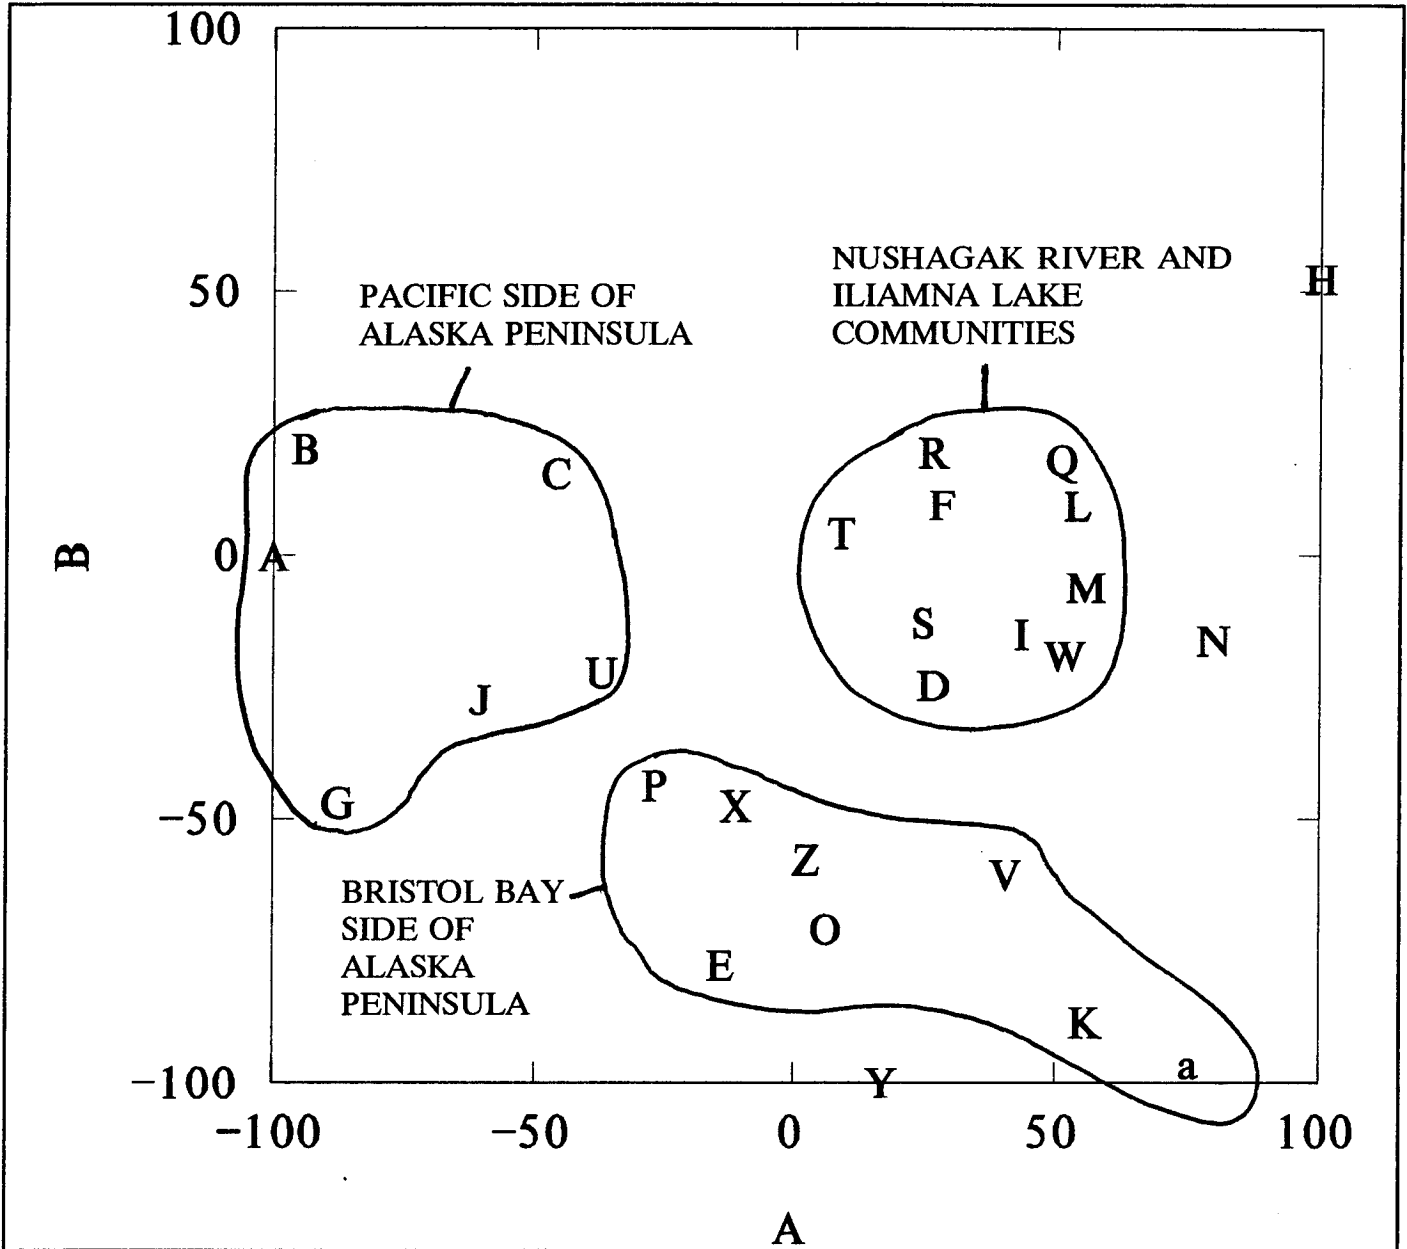 100
50
0
−50
−100
B
−100
−50
0
50
100
A
PACIFIC SIDE OF
ALASKA PENINSULA
NUSHAGAK RIVER AND
ILIAMNA LAKE
COMMUNITIES
H
B
C
A
U
J
G
R
Q
F
L
T
M
S
I
W
D
N
BRISTOL BAY
SIDE OF
ALASKA
PENINSULA
P
X
Z
V
O
E
K
a
Y